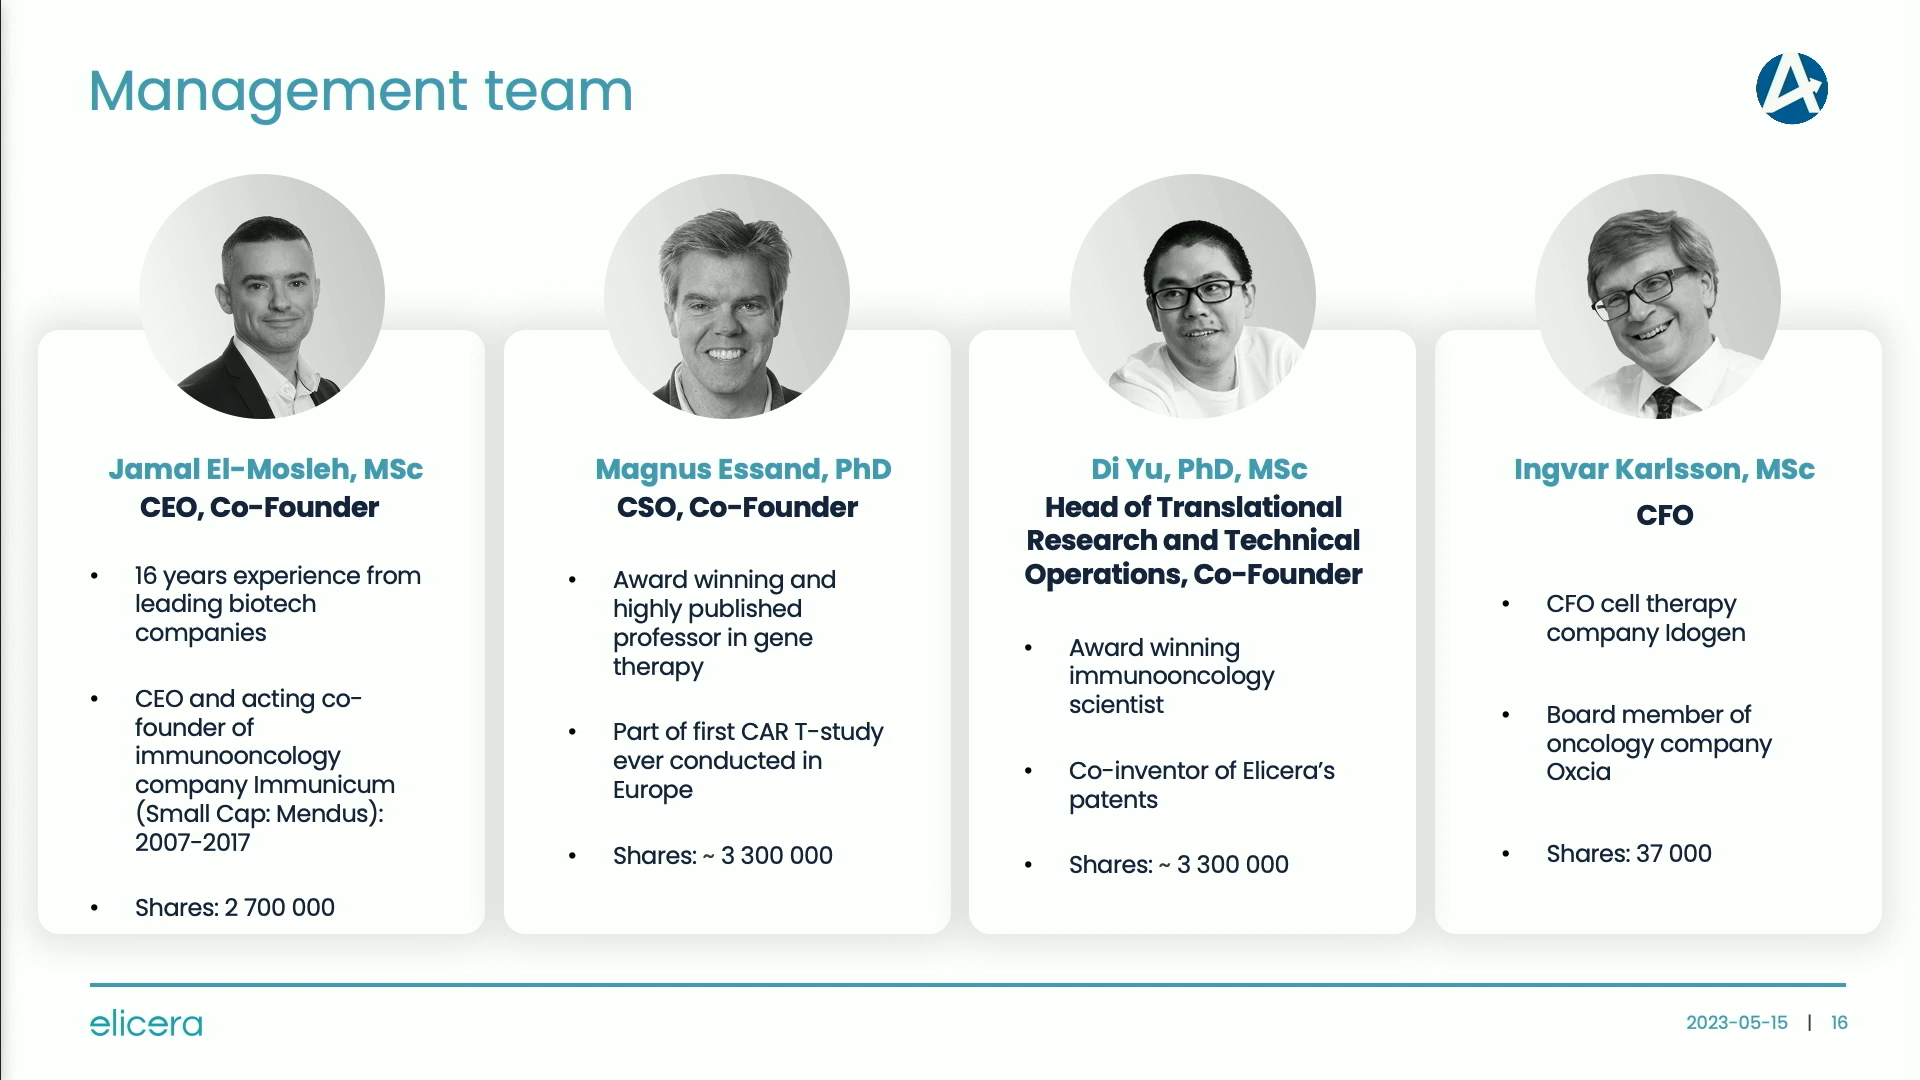 Management team
Jamal El-Mosleh, MSc
CEO, Co-Founder
• 16 years experience from
leading biotech
companies
• CEO and acting co-
founder of
immunooncology
company Immunicum
(Small Cap: Mendus):
2007-2017
• Shares: 2 700 000
Magnus Essand, PhD
CSO, Co-Founder
• Award winning and
highly published
professor in gene
therapy
• Part of first CAR T-study
ever conducted in
Europe
• Shares: ~ 3 300 000
Di Yu, PhD, MSc
Head of Translational
Research and Technical
Operations, Co-Founder
• Award winning
immunooncology
scientist
• Co-inventor of Elicera’s
patents
• Shares: ~ 3 300 000
Ingvar Karlsson, MSc
CFO
• CFO cell therapy
company Idogen
• Board member of
oncology company
Oxcia
• Shares: 37 000
elicera
2023-05-15 | 16